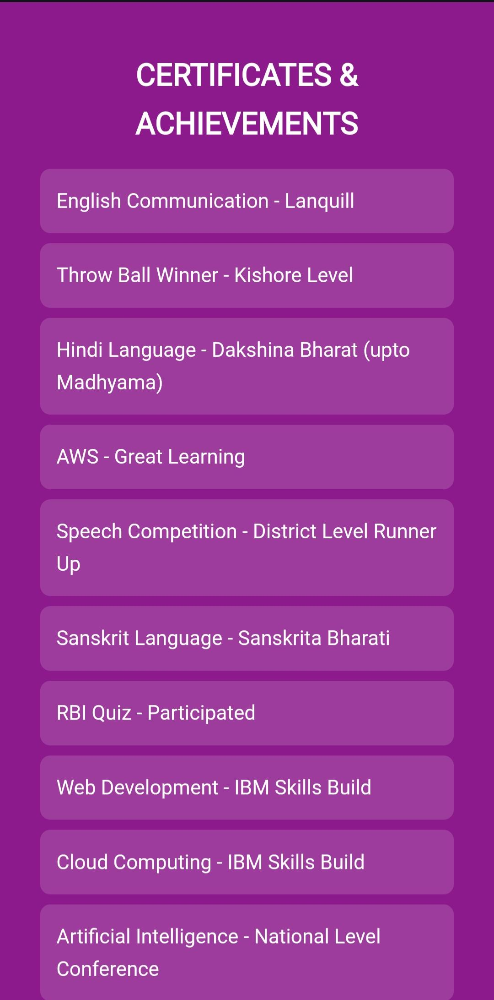 CERTIFICATES &
ACHIEVEMENTS
English Communication - Lanquill
Throw Ball Winner - Kishore Level
Hindi Language - Dakshina Bharat (upto
Madhyama)
AWS - Great Learning
Speech Competition - District Level Runner
Up
Sanskrit Language - Sanskrita Bharati
RBI Quiz - Participated
Web Development - IBM Skills Build
Cloud Computing - IBM Skills Build
Artificial Intelligence - National Level
Conference